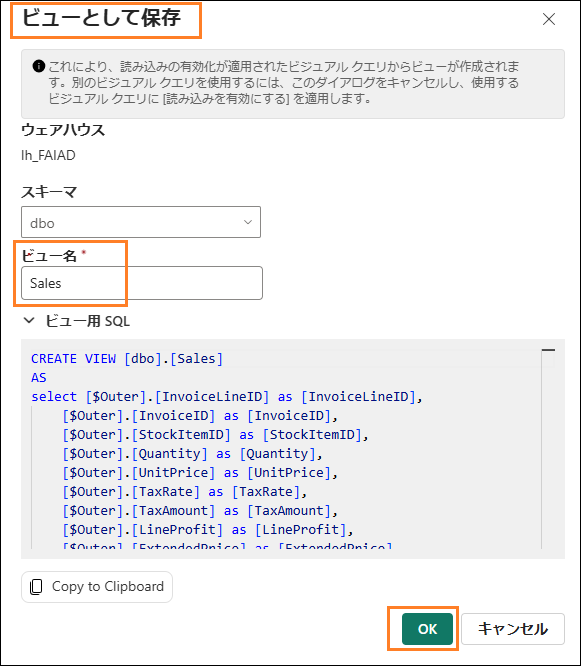 ビューとして保存
これにより、読み込みの有効化が適用されたビジュアル クエリからビューが作成されま
す。別のビジュアル クエリを使用するには、このダイアログをキャンセルし、使用する
ビジュアル クエリに [読み込みを有効にする] を適用します。
ウェアハウス
lh_FAIAD
スキーマ
dbo
ビュー名 *
Sales
ビュー用 SQL
CREATE VIEW [dbo].[Sales]
AS
select [$Outer].[InvoiceLineID] as [InvoiceLineID],
[$Outer].[InvoiceID] as [InvoiceID],
[$Outer].[StockItemID] as [StockItemID],
[$Outer].[Quantity] as [Quantity],
[$Outer].[UnitPrice] as [UnitPrice],
[$Outer].[TaxRate] as [TaxRate],
[$Outer].[TaxAmount] as [TaxAmount],
[$Outer].[LineProfit] as [LineProfit],
[$Outer].[ExtendedPrice] as [ExtendedPrice]
Copy to Clipboard
OK
キャンセル